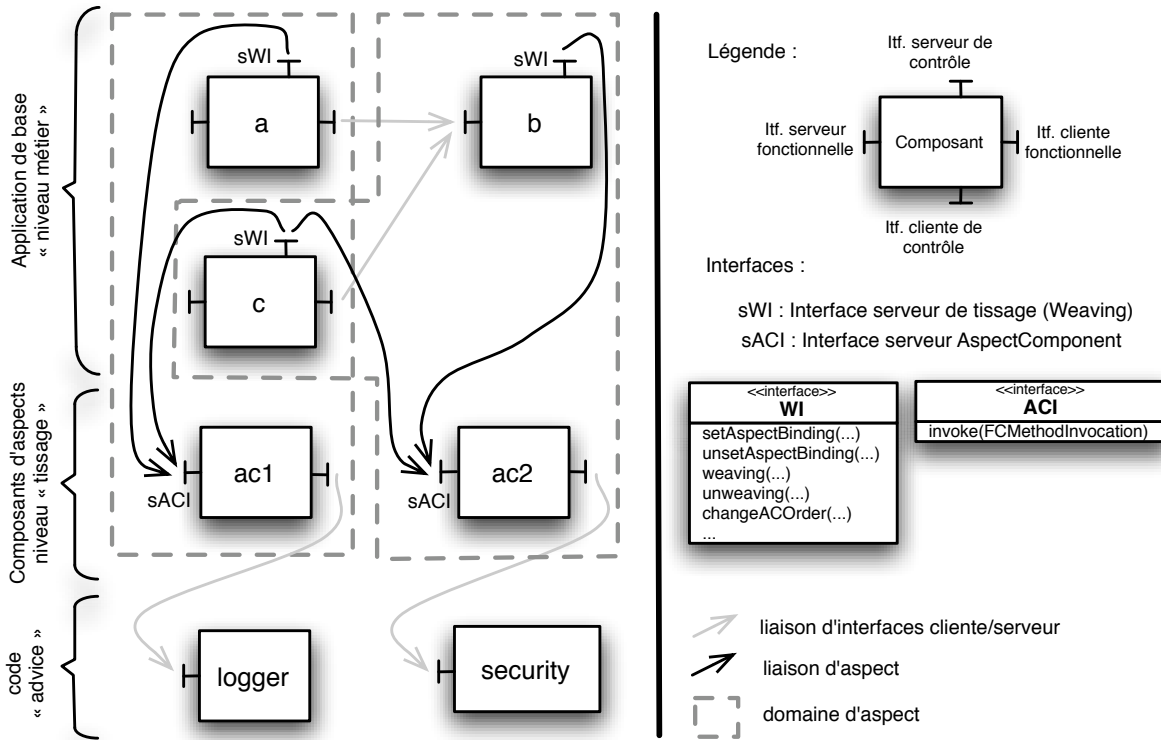 Application de base
« niveau métier »
Composants d'aspects
niveau « tissage »
code
« advice »
sWI
a
sWI
b
sWI
c
ac1
sACI
ac2
sACI
logger
security
Légende :
Itf. serveur de
contrôle
Itf. serveur
fonctionnelle
Composant
Itf. cliente
fonctionnelle
Itf. cliente de
contrôle
Interfaces :
sWI : Interface serveur de tissage (Weaving)
sACI : Interface serveur AspectComponent
<<interface>>
WI
setAspectBinding(...)
unsetAspectBinding(...)
weaving(...)
unweaving(...)
changeACOrder(...)
...
<<interface>>
ACI
invoke(FCMethodInvocation)
liaison d'interfaces cliente/serveur
liaison d'aspect
domaine d'aspect